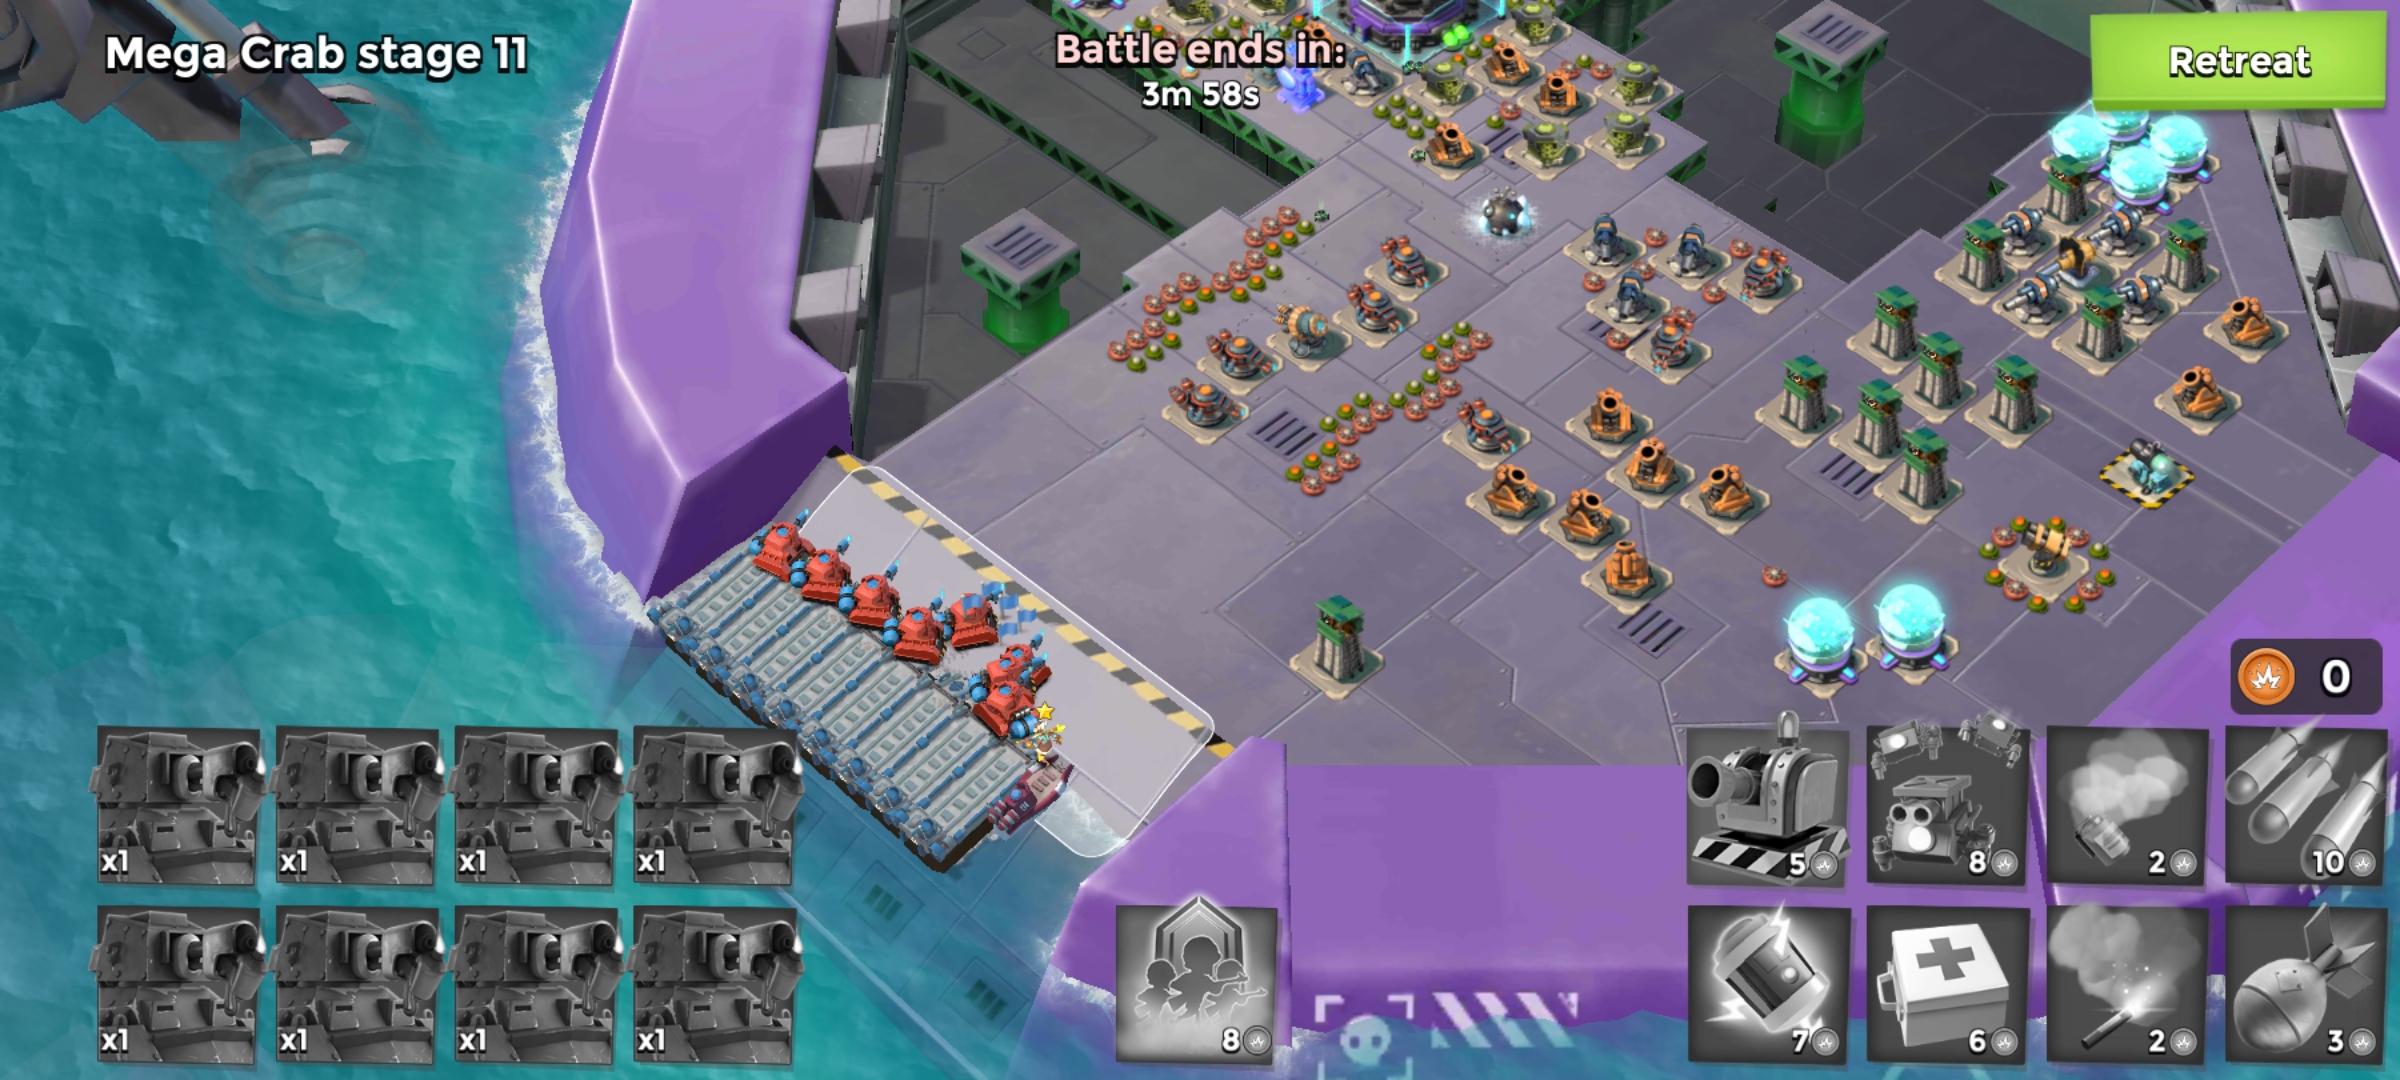 Mega Crab stage 11
Battle ends in:
3m 58s
Retreat
0
x1
x1
x1
x1
5
8
2
10
x1
x1
x1
x1
8
7
6
2
3